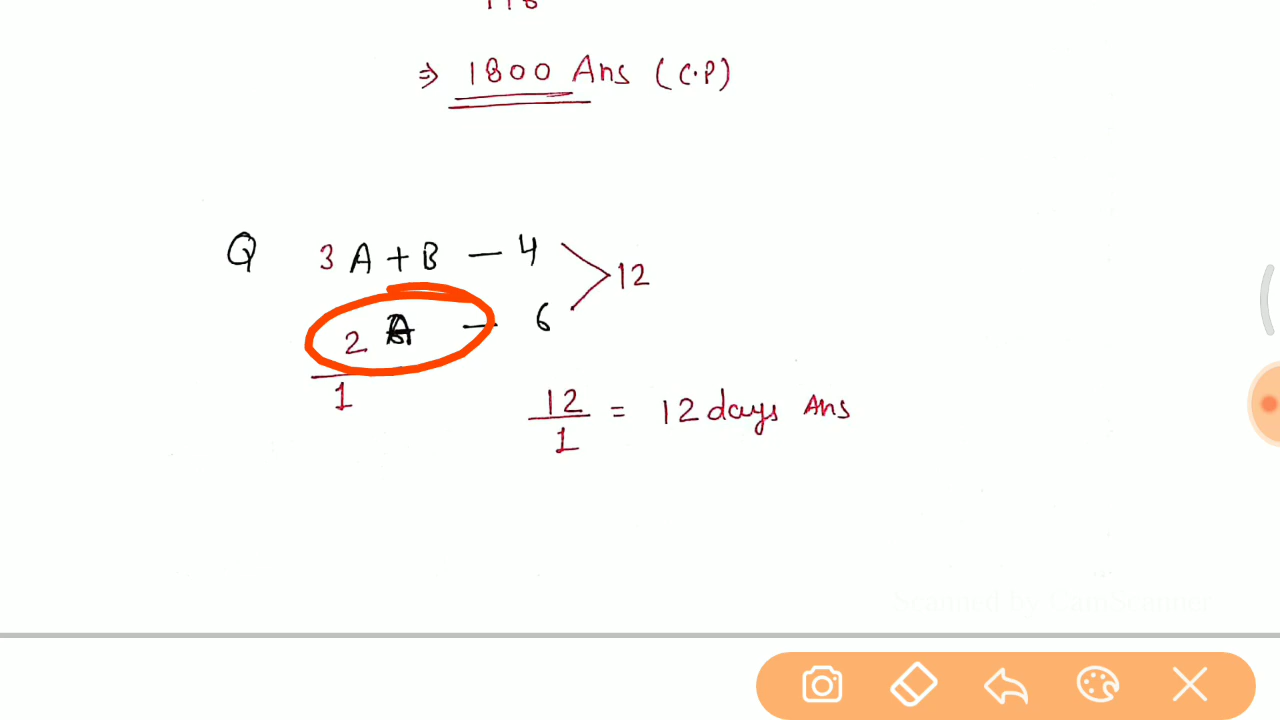 ⇒ 1800 Ans (C.P)
Q 3 A + B — 4
12
2 A — 6
1
12/1 = 12 days Ans